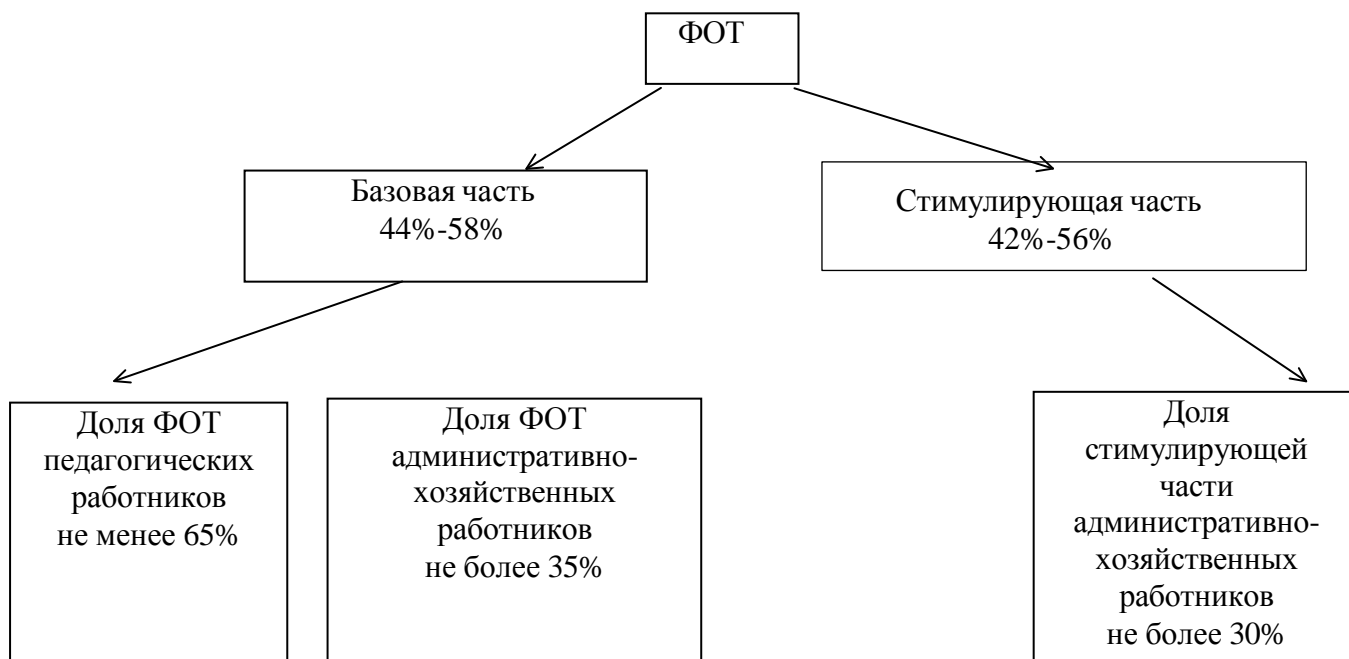 ФОТ
Базовая часть
44%-58%
Стимулирующая часть
42%-56%
Доля ФОТ
педагогических
работников
не менее 65%
Доля ФОТ
административно-
хозяйственных
работников
не более 35%
Доля
стимулирующей
части
административно-
хозяйственных
работников
не более 30%